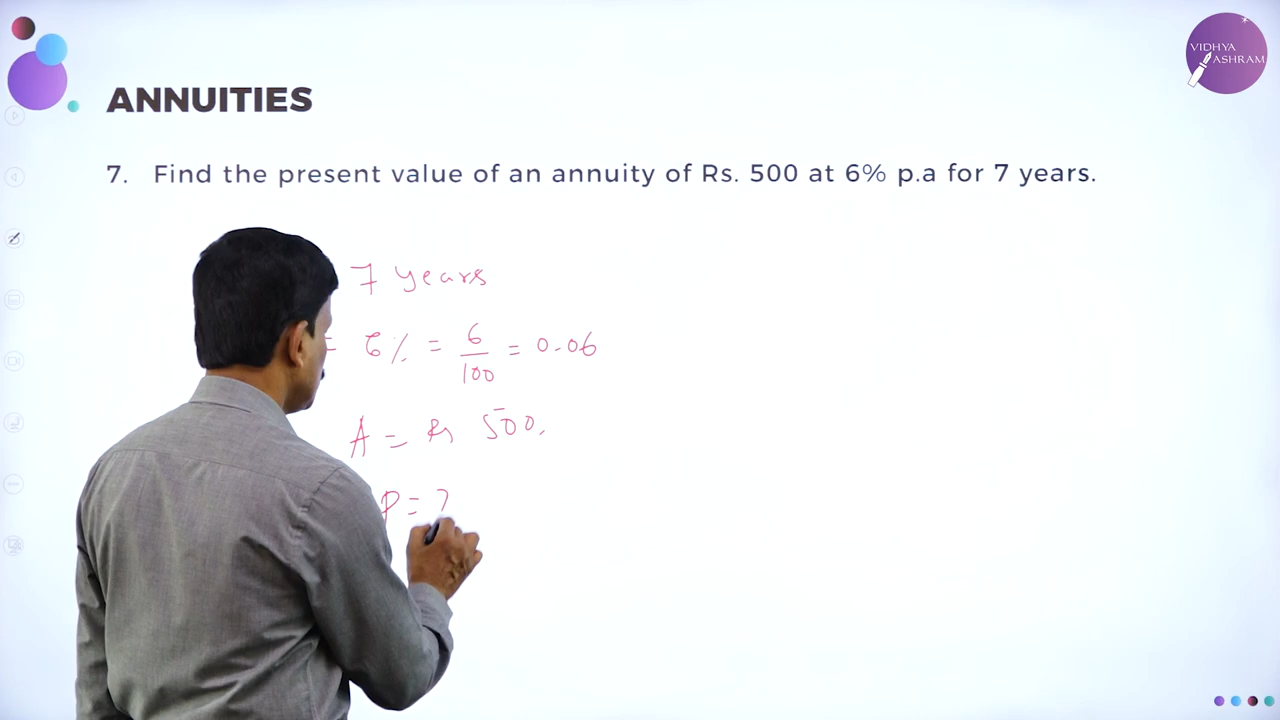 VIDHYA
ASHRAM
ANNUITIES
7. Find the present value of an annuity of Rs. 500 at 6% p.a for 7 years.
7 years
= 6% = 6/100 = 0.06
A = Rs 500.
P = ?